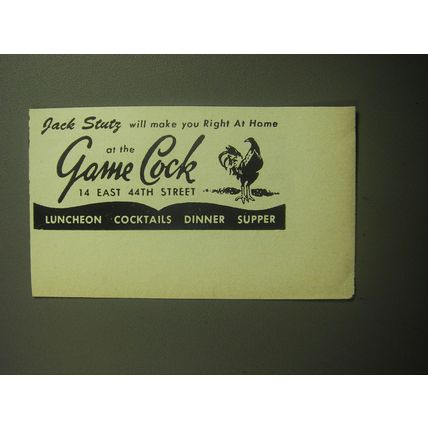 Jack Stutz will make you Right At Home
at the
Game Cock
14 EAST 44TH STREET
LUNCHEON COCKTAILS DINNER SUPPER